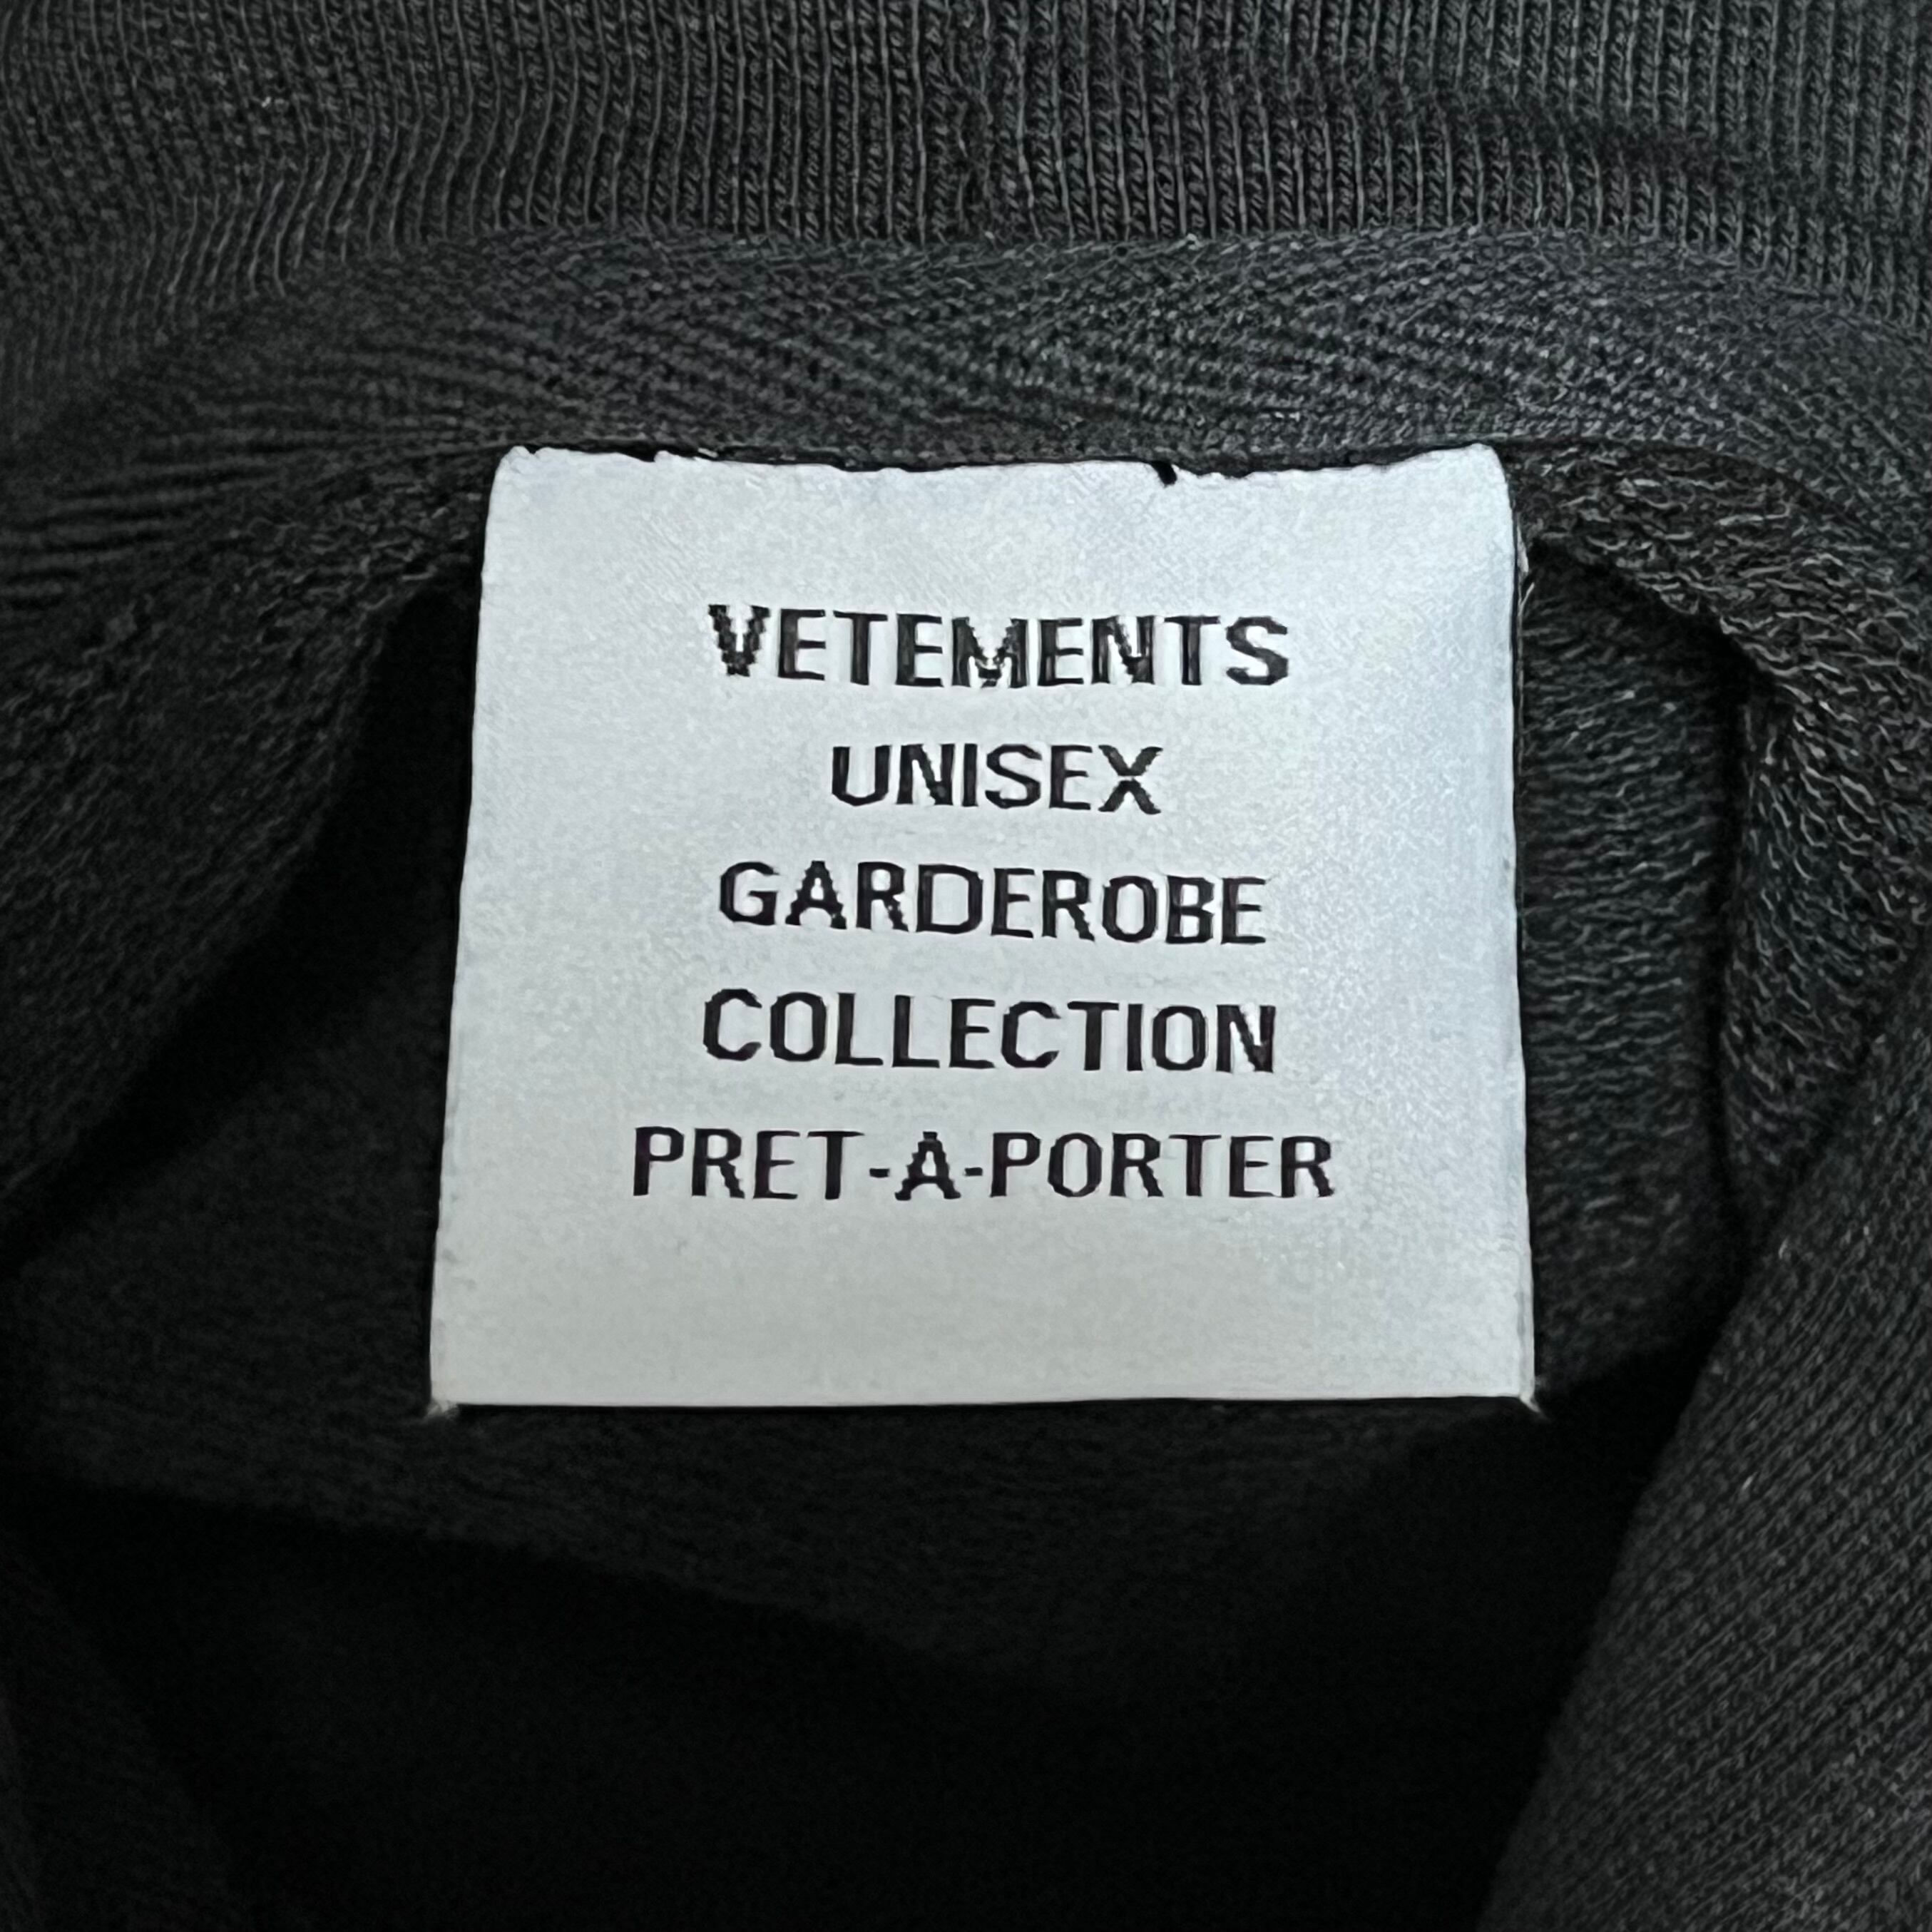 VETEMENTS
UNISEX
GARDEROBE
COLLECTION
PRET-A-PORTER